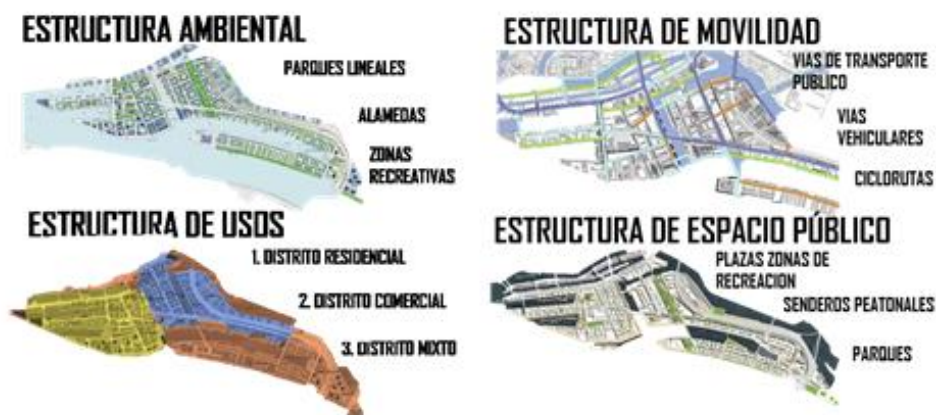 ESTRUCTURA AMBIENTAL
PARQUES LINEALES
ALAMEDAS
ZONAS
RECREATIVAS
ESTRUCTURA DE MOVILIDAD
VIAS DE TRANSPORTE
PUBLICO
VIAS
VEHICULARES
CICLORUTAS
ESTRUCTURA DE USOS
1. DISTRITO RESIDENCIAL
2. DISTRITO COMERCIAL
3. DISTRITO MIXTO
ESTRUCTURA DE ESPACIO PÚBLICO
PLAZAS ZONAS DE
RECREACION
SENDEROS PEATONALES
PARQUES